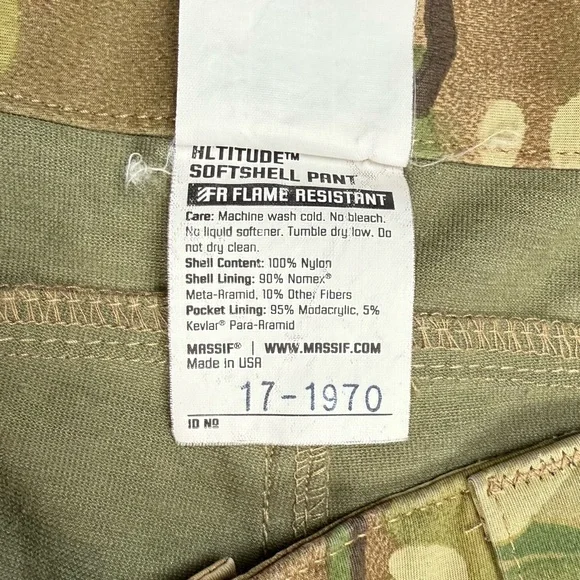 ALTITUDE™
SOFTSHELL PANT
FR FLAME RESISTANT
Care: Machine wash cold. No bleach.
No liquid softener. Tumble dry low. Do
not dry clean.
Shell Content: 100% Nylon
Shell Lining: 90% Nomex®
Meta-Aramid, 10% Other Fibers
Pocket Lining: 95% Modacrylic, 5%
Kevlar® Para-Aramid
MASSIF® | WWW.MASSIF.COM
Made in USA
17-1970
ID Nº